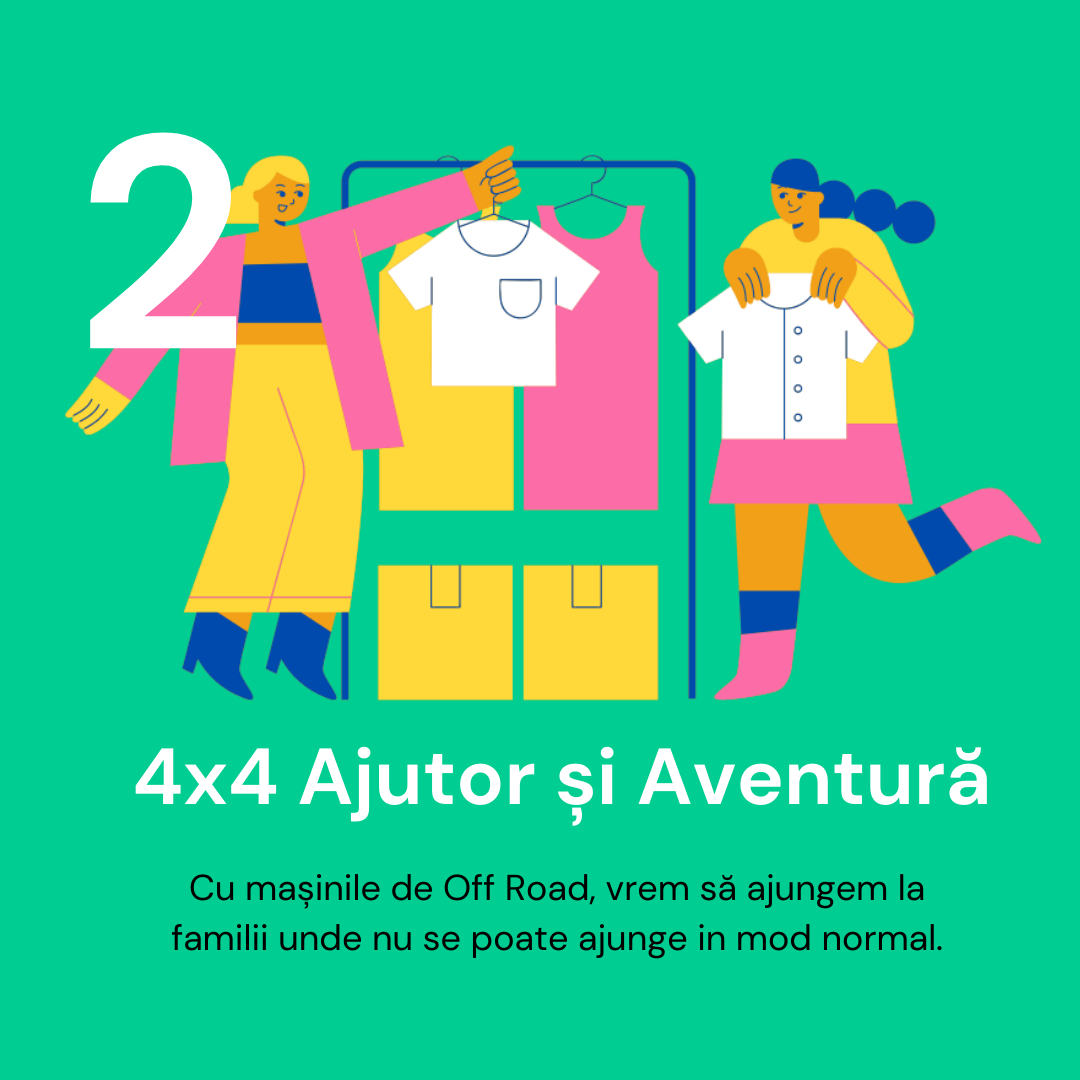 2
4x4 Ajutor și Aventură
Cu mașinile de Off Road, vrem să ajungem la
familii unde nu se poate ajunge in mod normal.